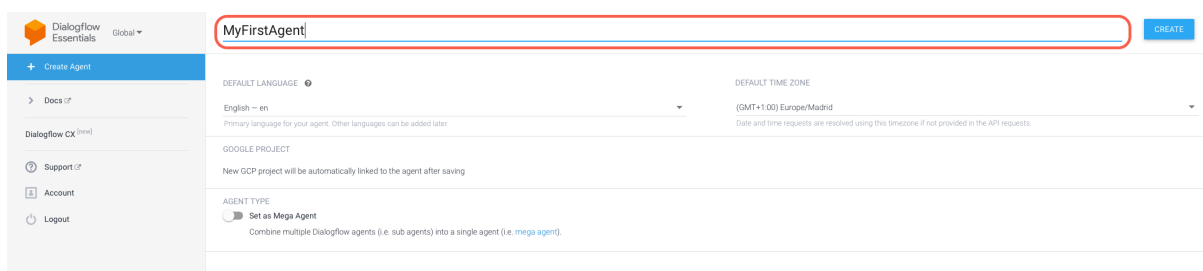 Dialogflow
Essentials
Global
MyFirstAgent
CREATE
+ Create Agent
DEFAULT LANGUAGE
DEFAULT TIME ZONE
Docs
English — en
(GMT+1:00) Europe/Madrid
Primary language for your agent. Other languages can be added later.
Date and time requests are resolved using this timezone if not provided in the API requests.
Dialogflow CX [new]
GOOGLE PROJECT
Support
New GCP project will be automatically linked to the agent after saving
Account
AGENT TYPE
Logout
Set as Mega Agent
Combine multiple Dialogflow agents (i.e. sub agents) into a single agent (i.e. mega agent).